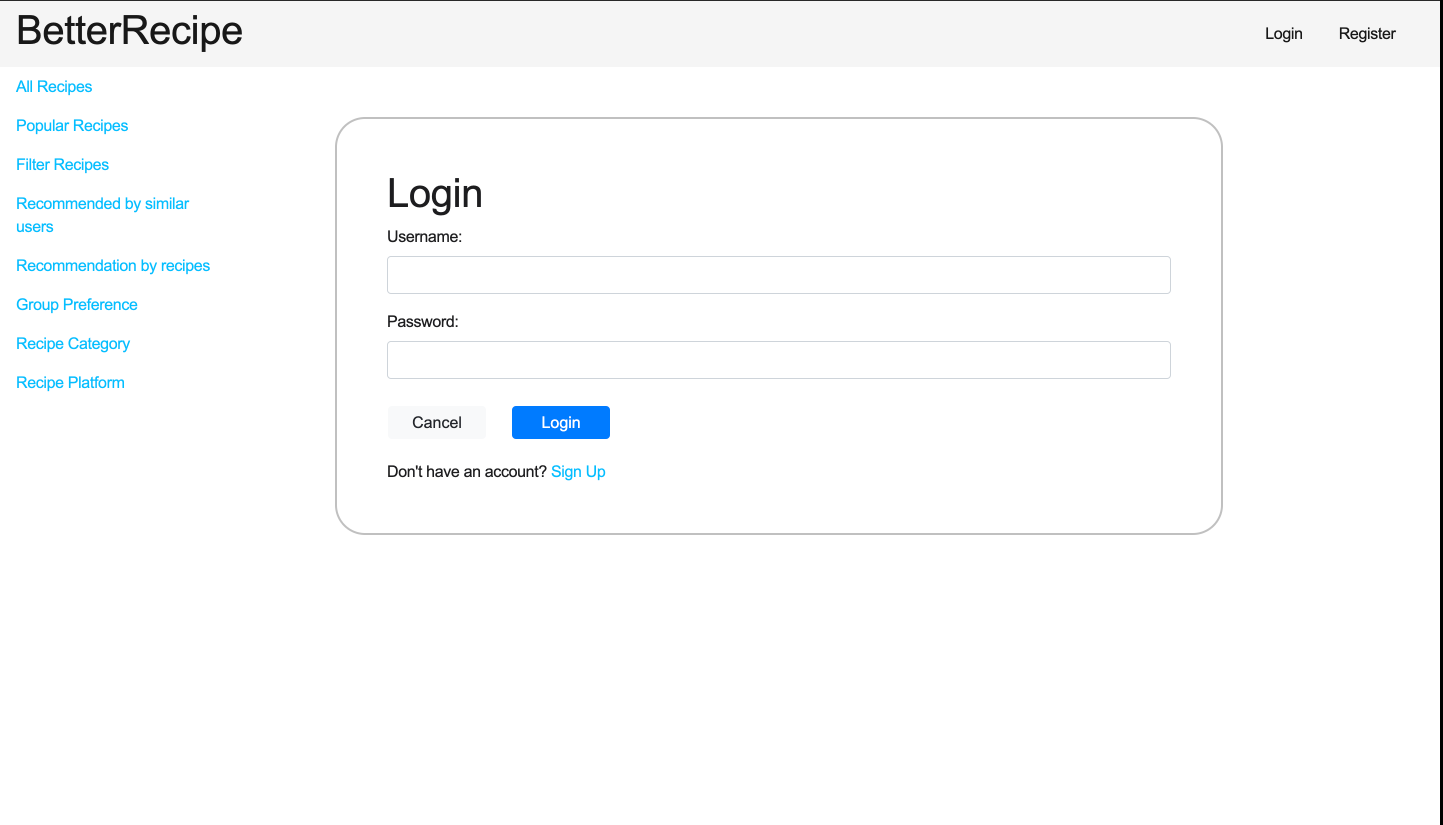 BetterRecipe
Login
Register
All Recipes
Popular Recipes
Filter Recipes
Recommended by similar
users
Recommendation by recipes
Group Preference
Recipe Category
Recipe Platform
Login
Username:
Password:
Cancel
Login
Don't have an account? Sign Up